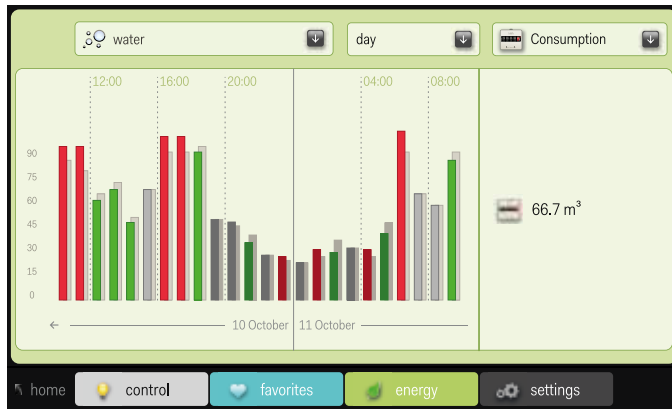 water
day
Consumption
12:00
16:00
20:00
04:00
08:00
90
75
60
45
30
15
0
66.7 m³
← 10 October
11 October
home
control
favorites
energy
settings